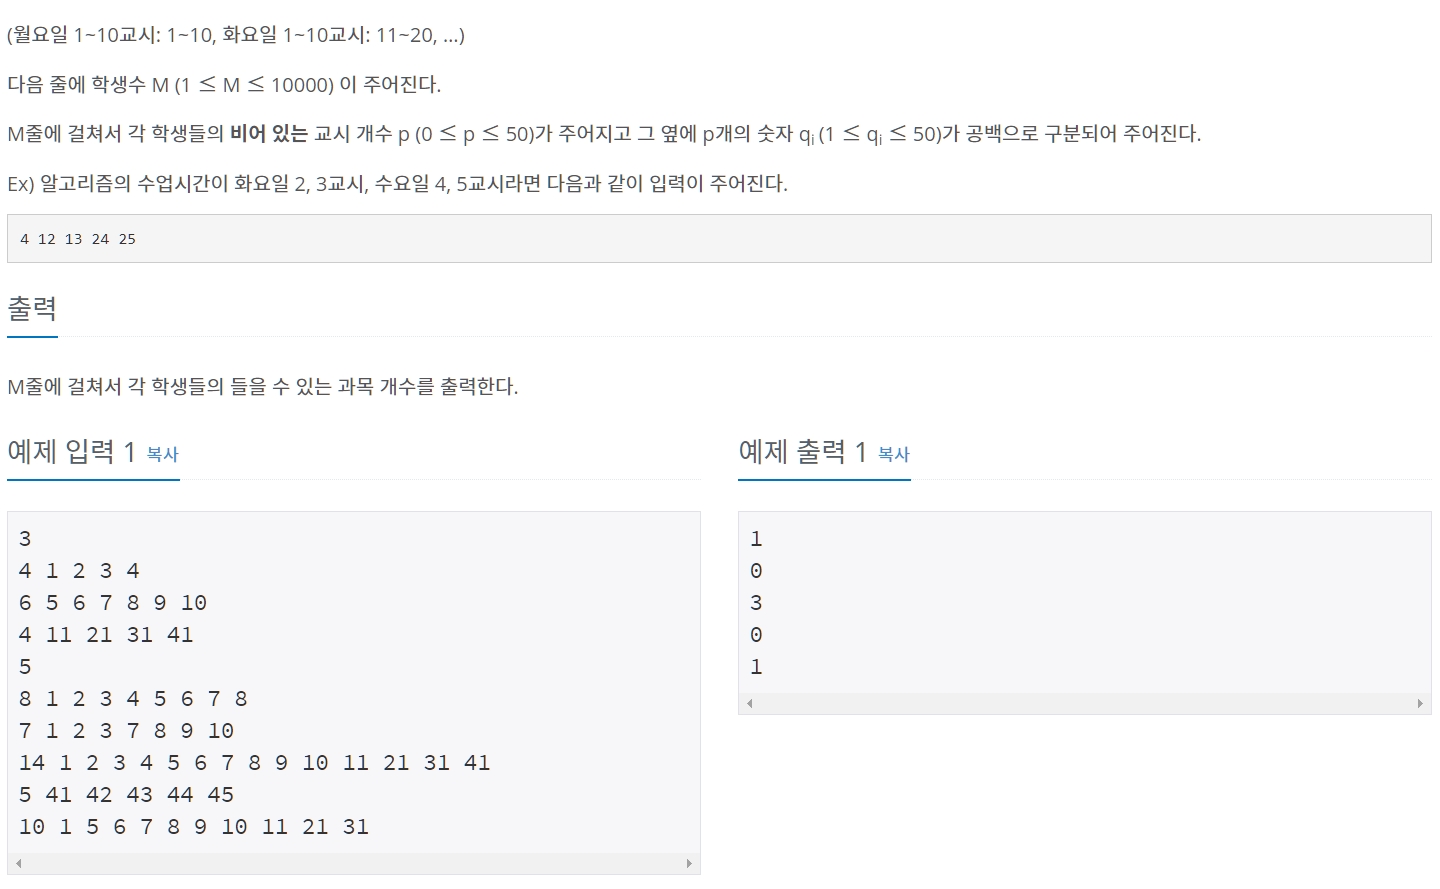 (월요일 1~10교시: 1~10, 화요일 1~10교시: 11~20, ...)
다음 줄에 학생수 M (1 ≤ M ≤ 10000) 이 주어진다.
M줄에 걸쳐서 각 학생들의 비어 있는 교시 개수 p (0 ≤ p ≤ 50)가 주어지고 그 옆에 p개의 숫자 qi (1 ≤ qi ≤ 50)가 공백으로 구분되어 주어진다.
Ex) 알고리즘의 수업시간이 화요일 2, 3교시, 수요일 4, 5교시라면 다음과 같이 입력이 주어진다.
4 12 13 24 25
출력
M줄에 걸쳐서 각 학생들의 들을 수 있는 과목 개수를 출력한다.
예제 입력 1 복사
3
4 1 2 3 4
6 5 6 7 8 9 10
4 11 21 31 41
5
8 1 2 3 4 5 6 7 8
7 1 2 3 7 8 9 10
14 1 2 3 4 5 6 7 8 9 10 11 21 31 41
5 41 42 43 44 45
10 1 5 6 7 8 9 10 11 21 31
예제 출력 1 복사
1
0
3
0
1